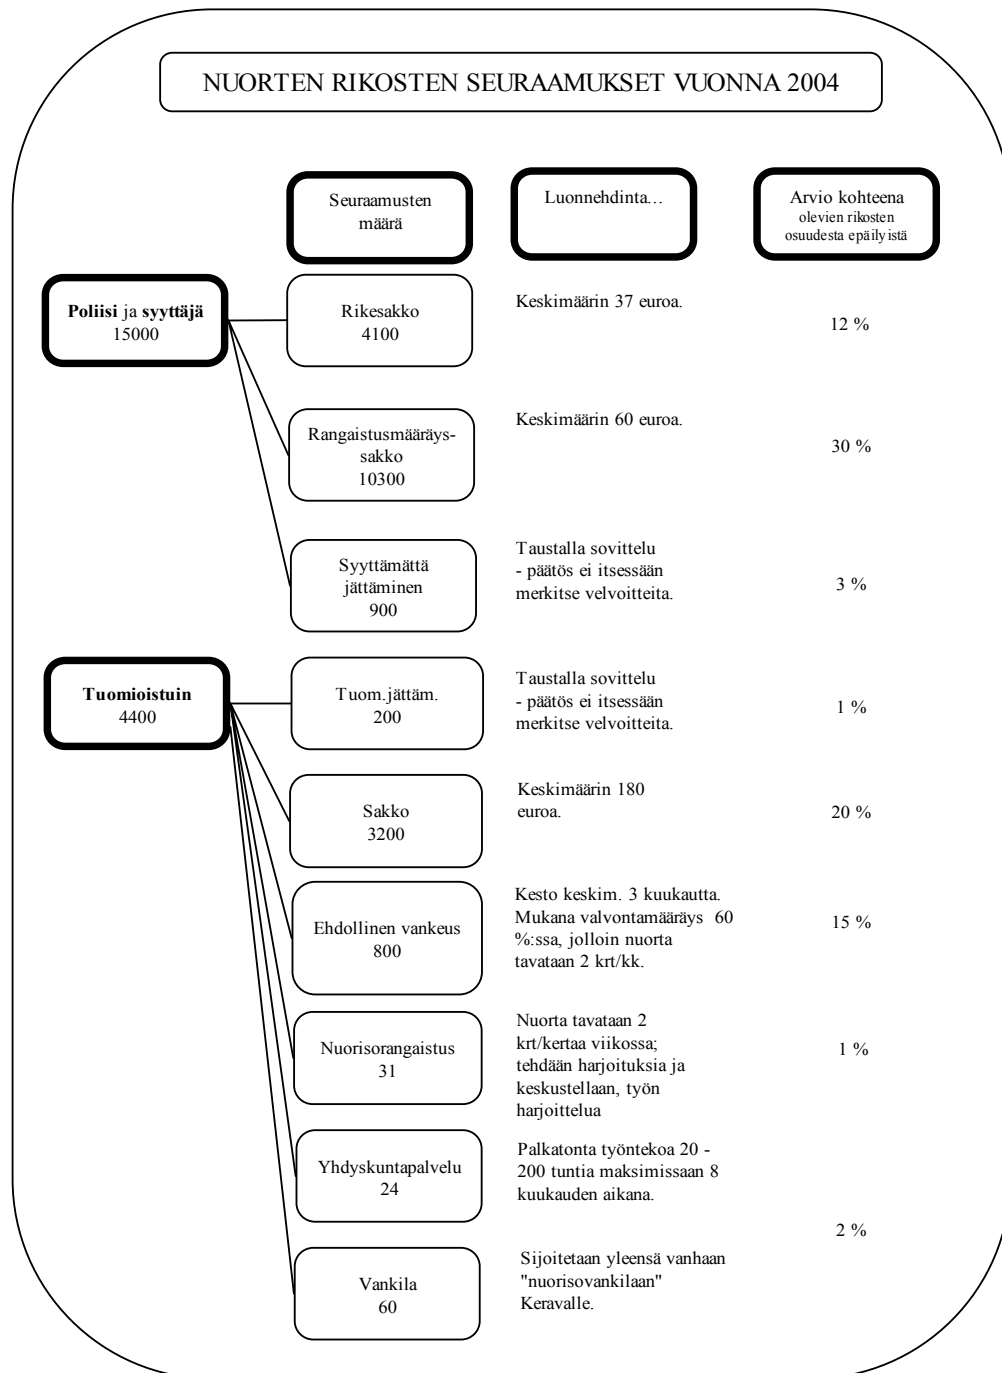 NUORTEN RIKOSTEN SEURAAMUKSET VUONNA 2004
Seuraamusten
määrä
Luonnehdinta...
Arvio kohteena
olevien rikosten
osuudesta epäilyistä
Poliisi ja syyttäjä
15000
Rikesakko
4100
Keskimäärin 37 euroa.
12 %
Rangaistusmääräys-
sakko
10300
Keskimäärin 60 euroa.
30 %
Syyttämättä
jättäminen
900
Taustalla sovittelu
- päätös ei itsessään
merkitse velvoitteita.
3 %
Tuomioistuin
4400
Tuom.jättäm.
200
Taustalla sovittelu
- päätös ei itsessään
merkitse velvoitteita.
1 %
Sakko
3200
Keskimäärin 180
euroa.
20 %
Ehdollinen vankeus
800
Kesto keskim. 3 kuukautta.
Mukana valvontamääräys 60
%:ssa, jolloin nuorta
tavataan 2 krt/kk.
15 %
Nuorisorangaistus
31
Nuorta tavataan 2
krt/kertaa viikossa;
tehdään harjoituksia ja
keskustellaan, työn
harjoittelua
1 %
Yhdyskuntapalvelu
24
Palkatonta työntekoa 20 -
200 tuntia maksimissaan 8
kuukauden aikana.
2 %
Vankila
60
Sijoitetaan yleensä vanhaan
"nuorisovankilaan"
Keravalle.